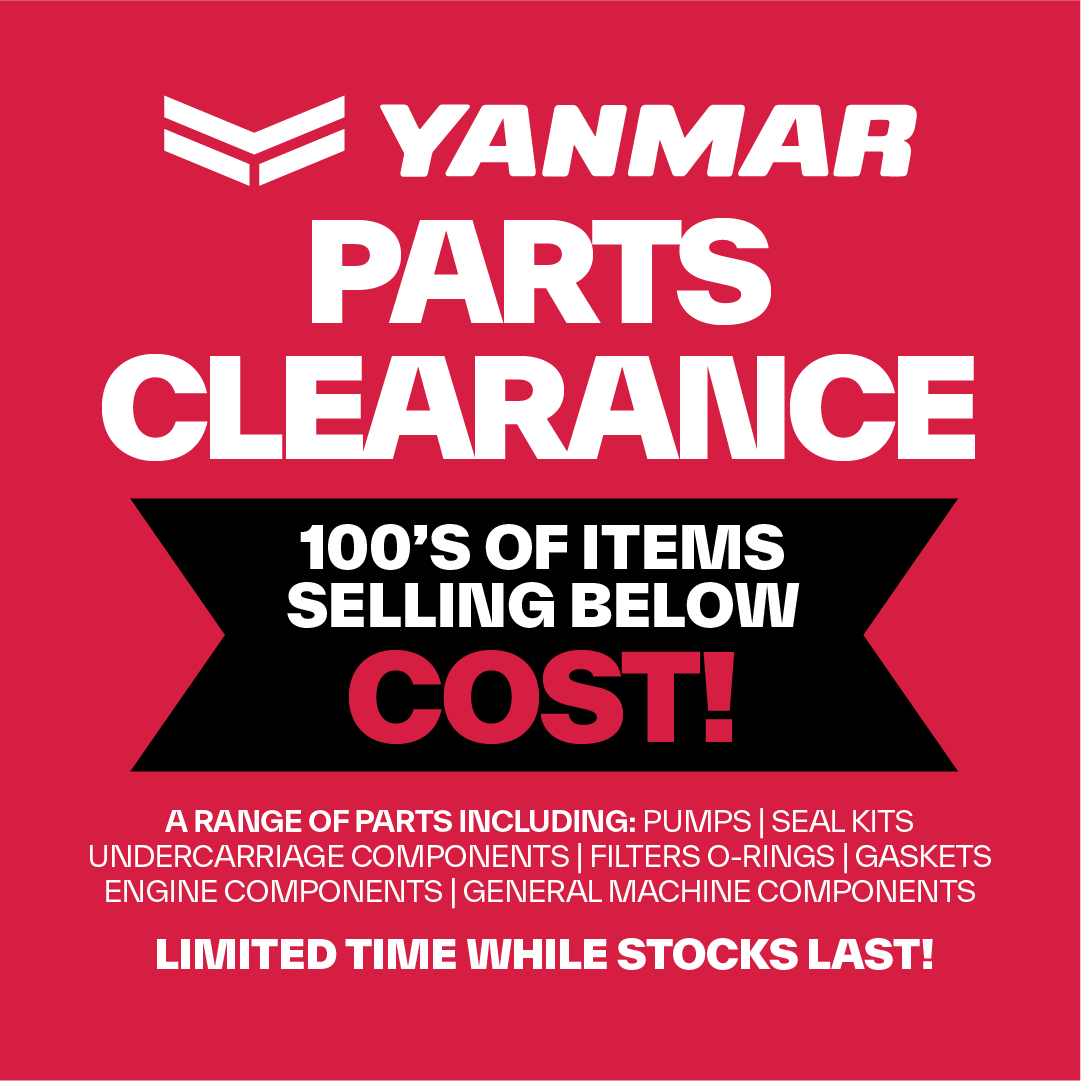 YANMAR
PARTS
CLEARANCE
100'S OF ITEMS
SELLING BELOW
COST!
A RANGE OF PARTS INCLUDING: PUMPS | SEAL KITS
UNDERCARRIAGE COMPONENTS | FILTERS O-RINGS | GASKETS
ENGINE COMPONENTS | GENERAL MACHINE COMPONENTS
LIMITED TIME WHILE STOCKS LAST!